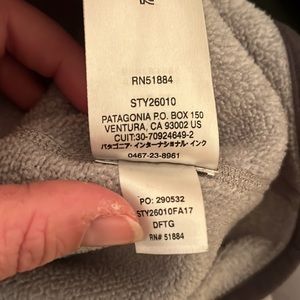 RN51884
STY26010
PATAGONIA P.O. BOX 150
VENTURA, CA 93002 US
CUIT:30-70924649-2
パタゴニア・インターナショナル・インク
0467-23-8961
PO: 290532
STY26010FA17
DFTG
RN# 51884